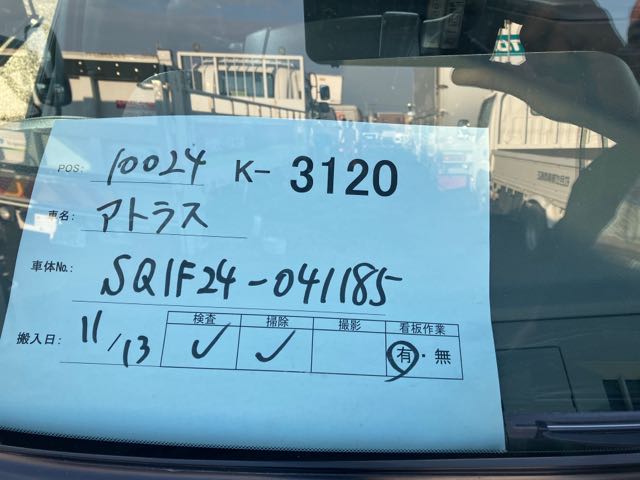 POS: 10024 K- 3120
車名: アトラス
車体No.: SQ1F24-041185
検査 掃除 撮影 看板作業
搬入日: 11/13 ✓ ✓ 有・無